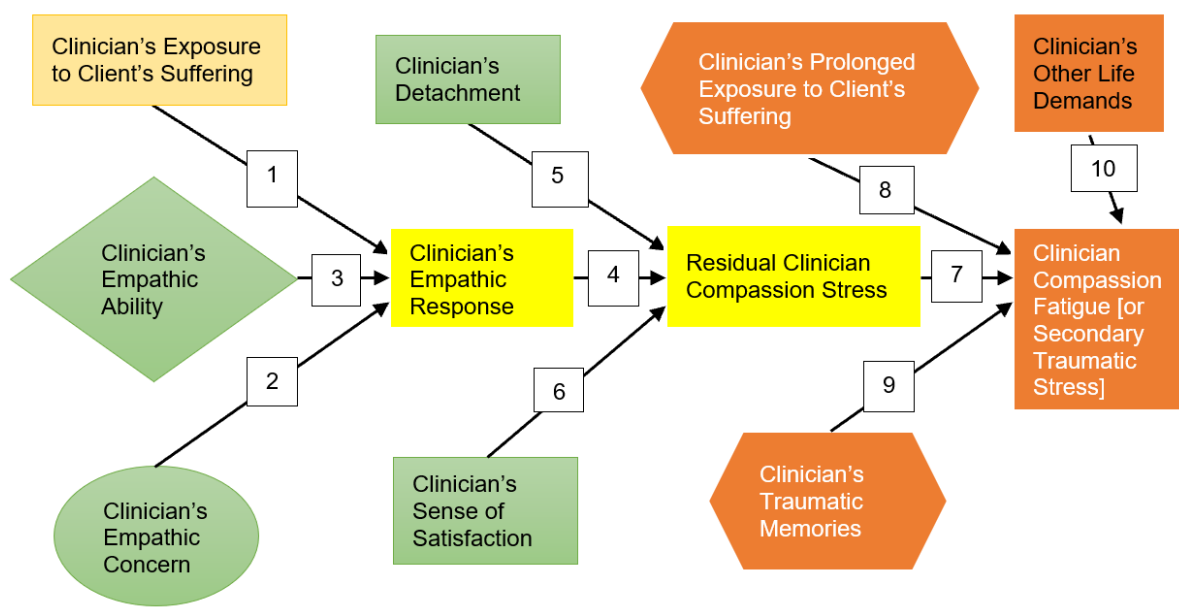 Clinician’s Exposure
to Client’s Suffering
Clinician’s
Detachment
Clinician’s Prolonged
Exposure to Client’s
Suffering
Clinician’s
Other Life
Demands
1
5
8
10
Clinician’s
Empathic
Ability
3
Clinician’s
Empathic
Response
4
Residual Clinician
Compassion Stress
7
Clinician
Compassion
Fatigue [or
Secondary
Traumatic
Stress]
2
6
9
Clinician’s
Empathic
Concern
Clinician’s
Sense of
Satisfaction
Clinician’s
Traumatic
Memories